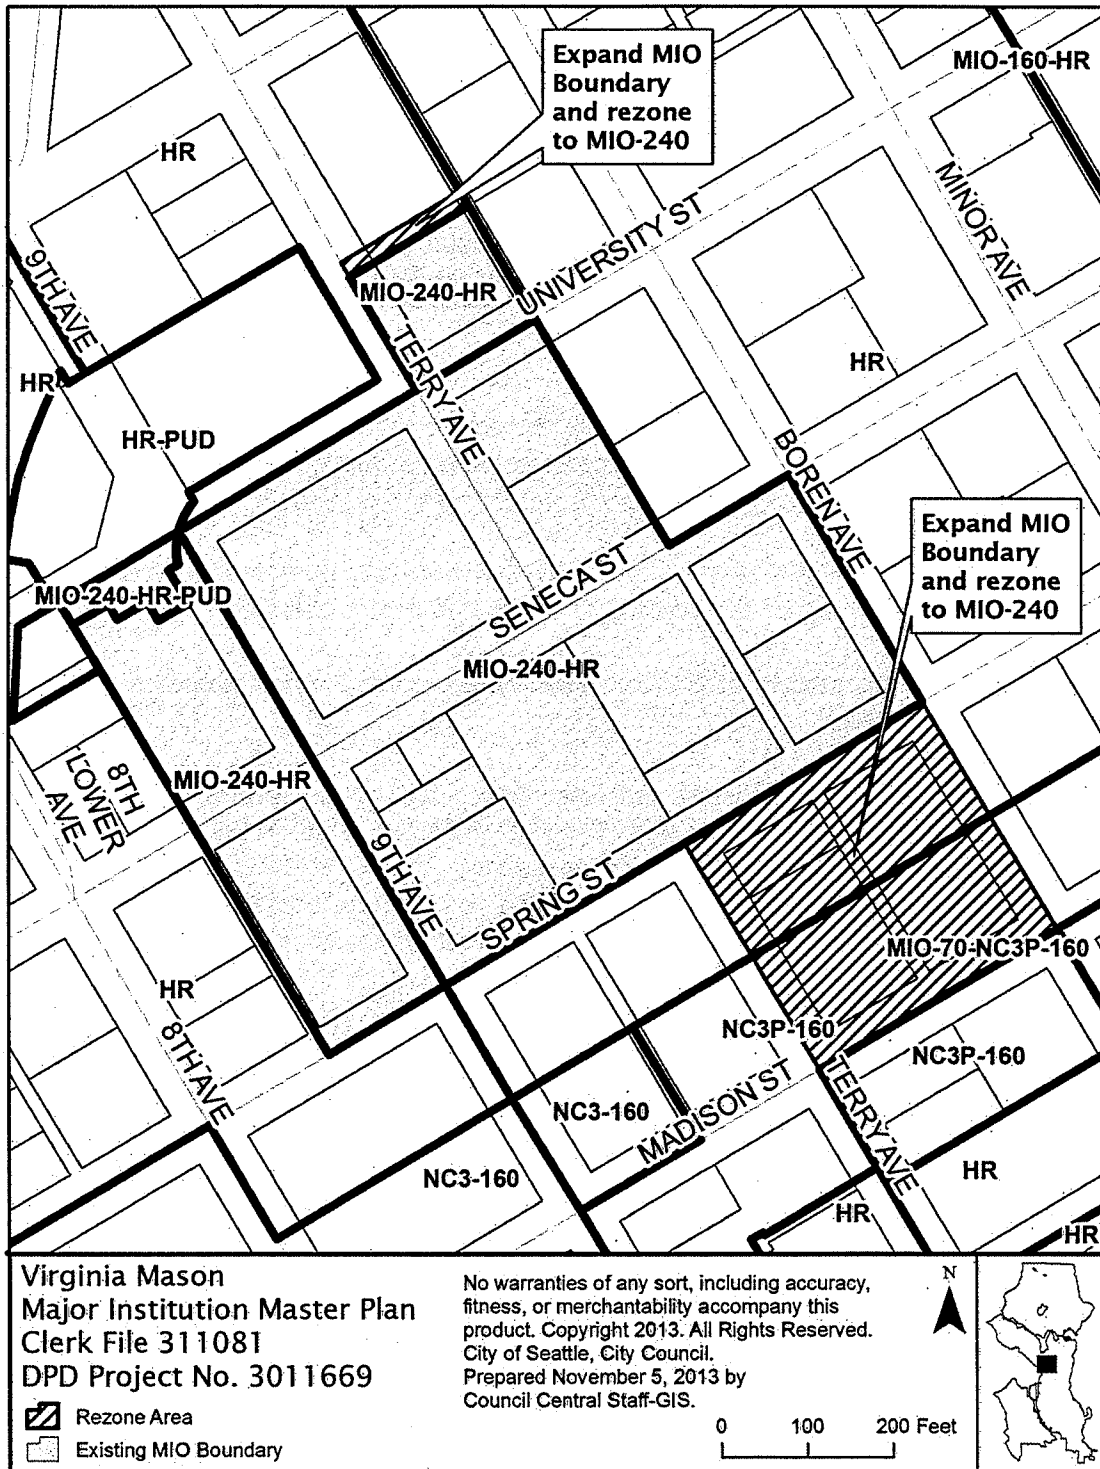 Expand MIO
Boundary
and rezone
to MIO-240
MIO-160-HR
HR
MINOR AVE
UNIVERSITY ST
9TH AVE
MIO-240-HR
TERRY AVE
HR
HR
HR-PUD
BOREN AVE
Expand MIO
Boundary
and rezone
to MIO-240
SENECA ST
MIO-240-HR-PUD
MIO-240-HR
8TH
LOWER
AVE
MIO-240-HR
9TH AVE
SPRING ST
MIO-70-NC3P-160
HR
8TH AVE
NC3P-160
NC3P-160
NC3-160
MADISON ST
TERRY AVE
NC3-160
HR
HR
HR
Virginia Mason
Major Institution Master Plan
Clerk File 311081
DPD Project No. 3011669
Rezone Area
Existing MIO Boundary
No warranties of any sort, including accuracy,
fitness, or merchantability accompany this
product. Copyright 2013. All Rights Reserved.
City of Seattle, City Council.
Prepared November 5, 2013 by
Council Central Staff-GIS.
N
0 100 200 Feet